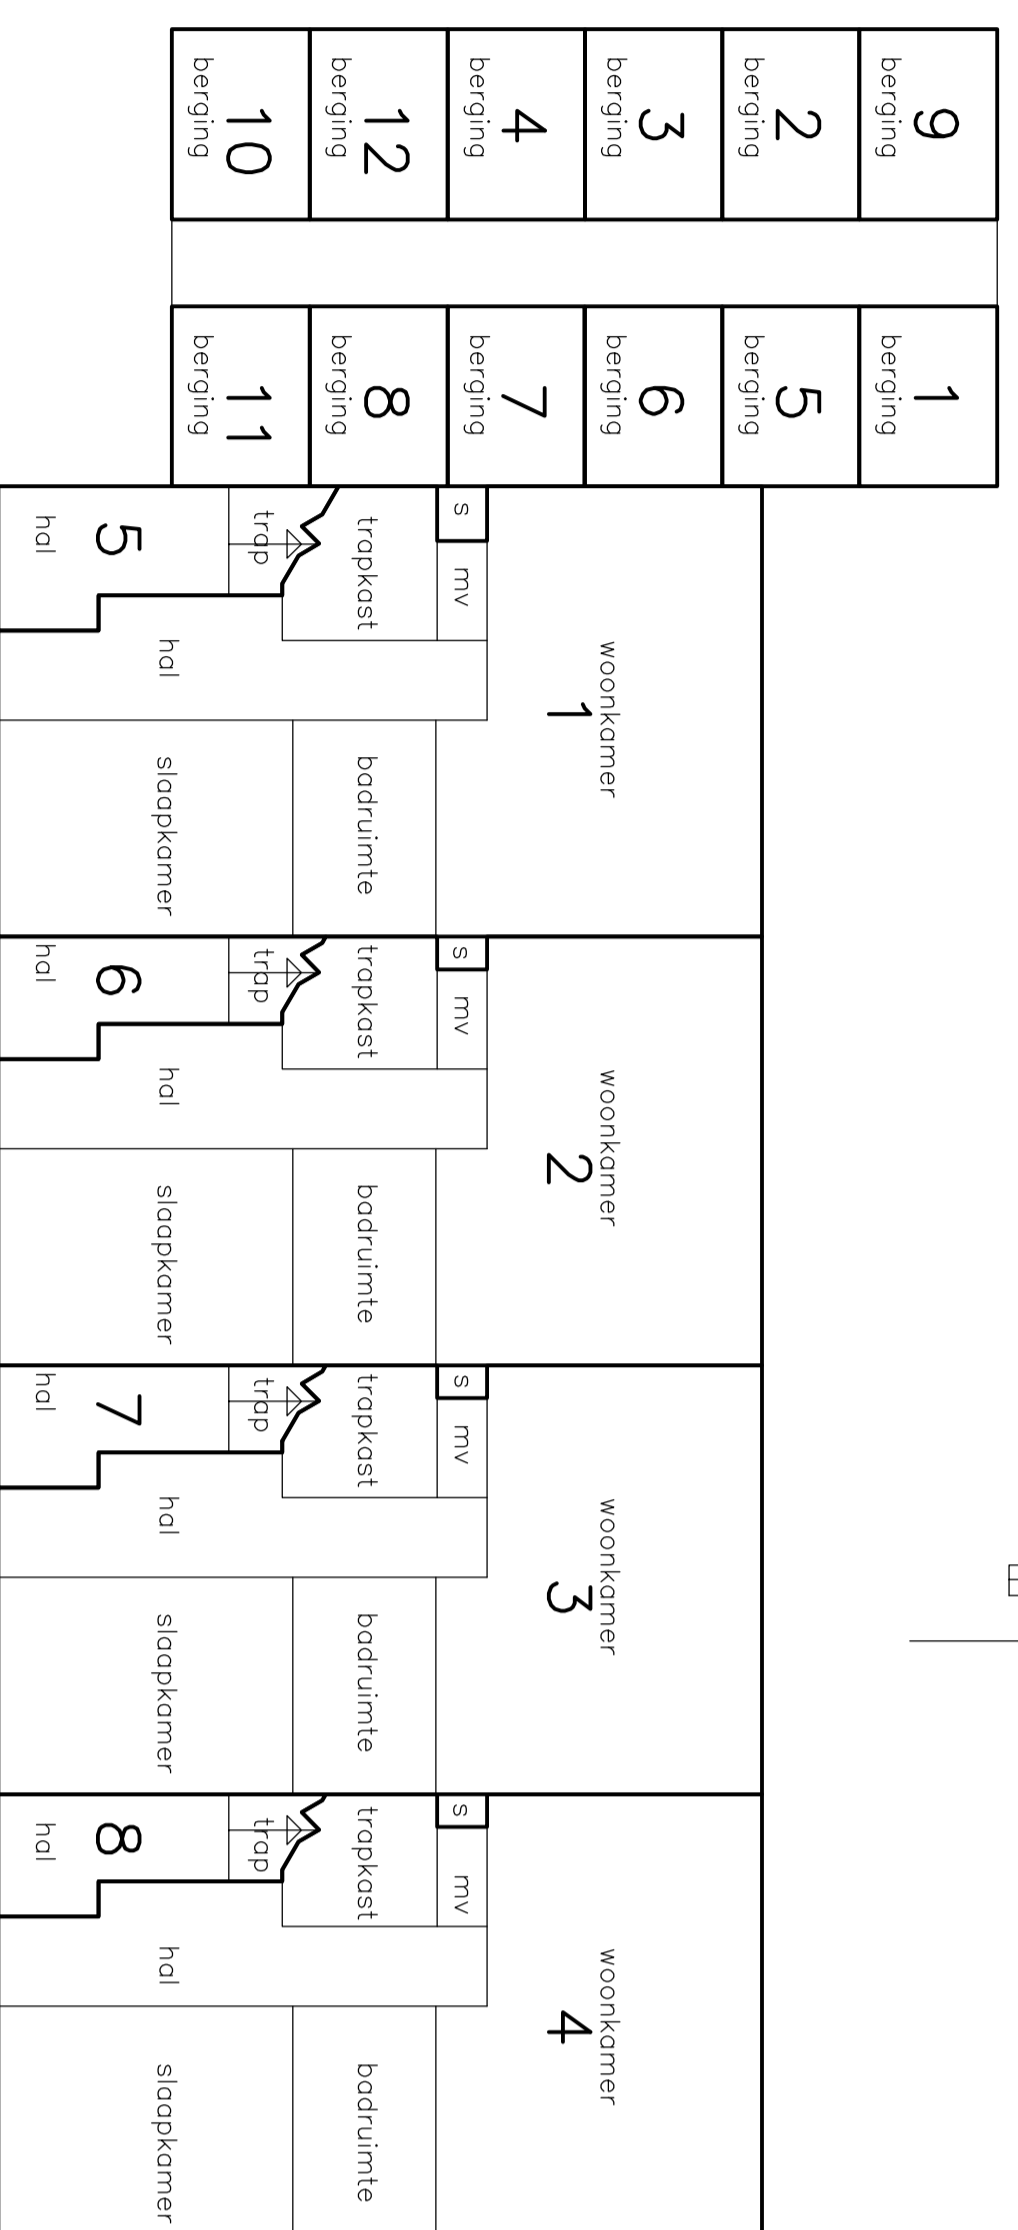 9
berging
2
berging
3
berging
4
berging
12
berging
10
berging
1
berging
5
berging
6
berging
7
berging
8
berging
11
berging
woonkamer
1
s
mv
trapkast
trap
5
hal
hal
badruimte
slaapkamer
woonkamer
2
s
mv
trapkast
trap
6
hal
hal
badruimte
slaapkamer
woonkamer
3
s
mv
trapkast
trap
7
hal
hal
badruimte
slaapkamer
woonkamer
4
s
mv
trapkast
trap
8
hal
hal
badruimte
slaapkamer